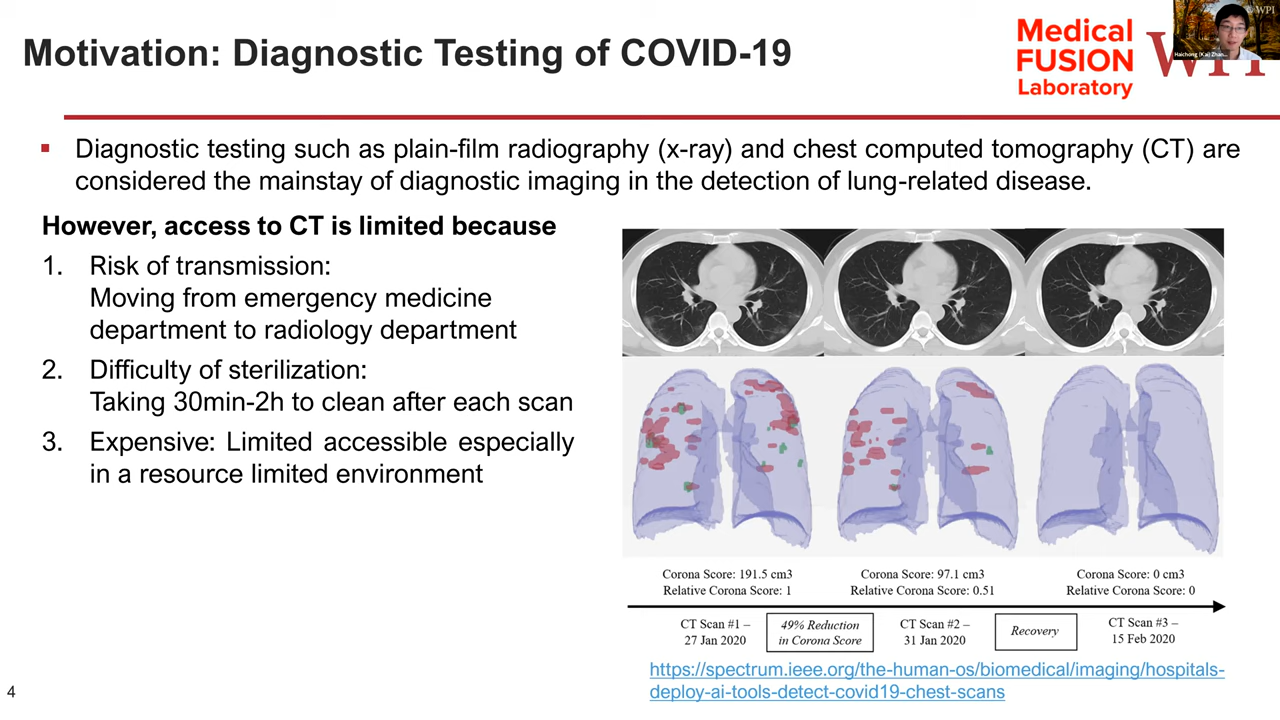 Motivation: Diagnostic Testing of COVID-19
Medical
FUSION
Laboratory
WPI
WPI
▪ Diagnostic testing such as plain-film radiography (x-ray) and chest computed tomography (CT) are
considered the mainstay of diagnostic imaging in the detection of lung-related disease.
However, access to CT is limited because
1. Risk of transmission:
Moving from emergency medicine
department to radiology department
2. Difficulty of sterilization:
Taking 30min-2h to clean after each scan
3. Expensive: Limited accessible especially
in a resource limited environment
Corona Score: 191.5 cm3
Relative Corona Score: 1
Corona Score: 97.1 cm3
Relative Corona Score: 0.51
Corona Score: 0 cm3
Relative Corona Score: 0
CT Scan #1 –
27 Jan 2020
49% Reduction
in Corona Score
CT Scan #2 –
31 Jan 2020
Recovery
CT Scan #3 –
15 Feb 2020
https://spectrum.ieee.org/the-human-os/biomedical/imaging/hospitals-
deploy-ai-tools-detect-covid19-chest-scans
4